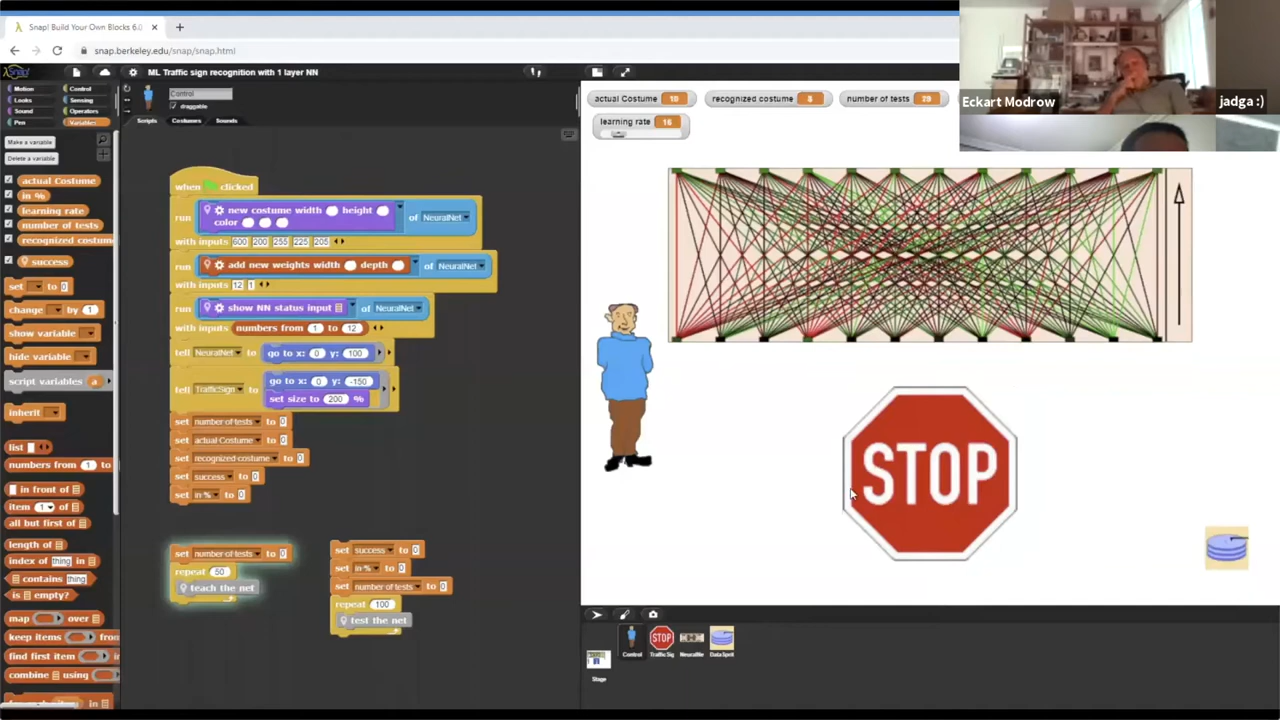 Snap! Build Your Own Blocks 6.0
snap.berkeley.edu/snap/snap.html
Eckart Modrow
jadga :)
Snap!
ML Traffic sign recognition with 1 layer NN
Motion Control
Looks Sensing
Sound Operators
Pen Variables
Make a variable
Delete a variable
actual Costume
in %
learning rate
number of tests
recognized costume
success
set to 0
change by 1
show variable
hide variable
script variables a
inherit
list
numbers from 1 to
in front of
item 1 of
all but first of
length of
index of thing in
contains thing
is empty?
map over
keep items from
find first item
combine using
Control
draggable
Scripts Costumes Sounds
when clicked
run new costume width height
color of NeuralNet
with inputs 600 200 255 225 205
run add new weights width depth of NeuralNet
with inputs 12 1
run show NN status input of NeuralNet
with inputs numbers from 1 to 12
tell NeuralNet to go to x: 0 y: 100
tell TrafficSign to go to x: 0 y: -150
set size to 200 %
set number of tests to 0
set actual Costume to 0
set recognized costume to 0
set success to 0
set in % to 0
set number of tests to 0
repeat 50
teach the net
set success to 0
set in % to 0
set number of tests to 0
repeat 100
test the net
actual Costume 10
recognized costume
number of tests
learning rate 16
STOP
Stage
Control
STOP
TrafficSig
NeuralNe
DataSprit